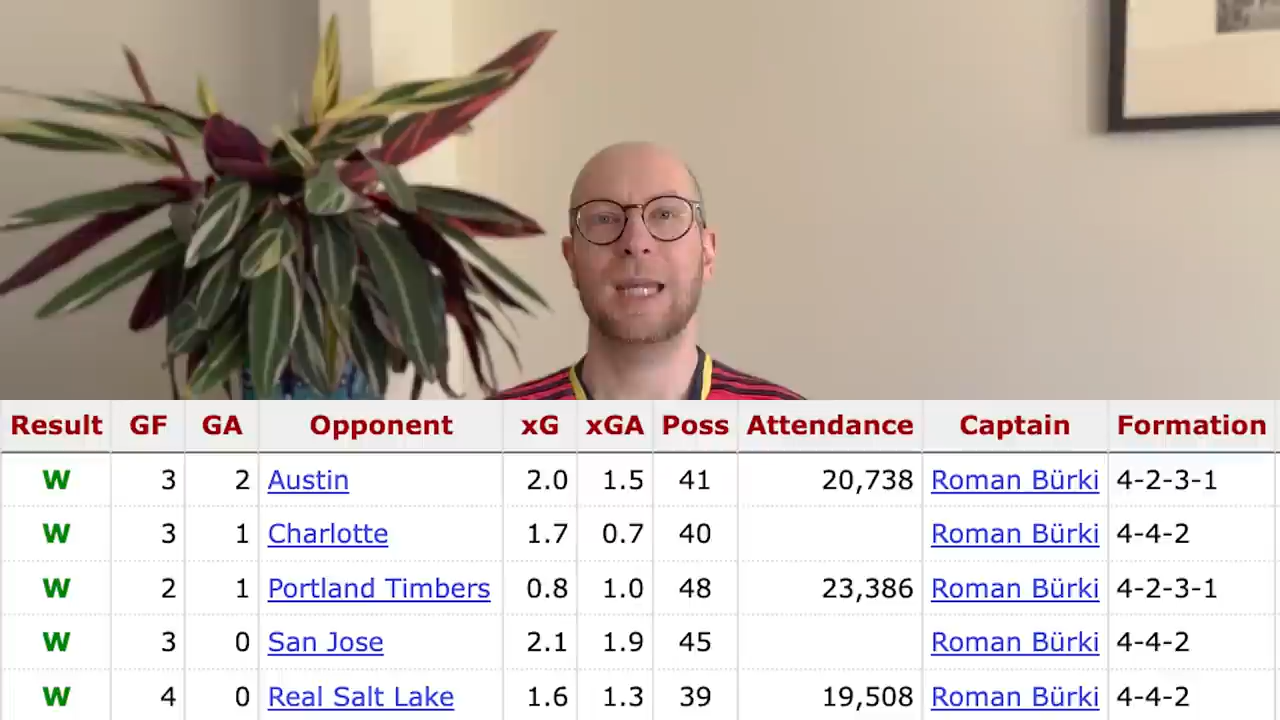 Result GF GA Opponent xG xGA Poss Attendance Captain Formation
W 3 2 Austin 2.0 1.5 41 20,738 Roman Bürki 4-2-3-1
W 3 1 Charlotte 1.7 0.7 40 Roman Bürki 4-4-2
W 2 1 Portland Timbers 0.8 1.0 48 23,386 Roman Bürki 4-2-3-1
W 3 0 San Jose 2.1 1.9 45 Roman Bürki 4-4-2
W 4 0 Real Salt Lake 1.6 1.3 39 19,508 Roman Bürki 4-4-2